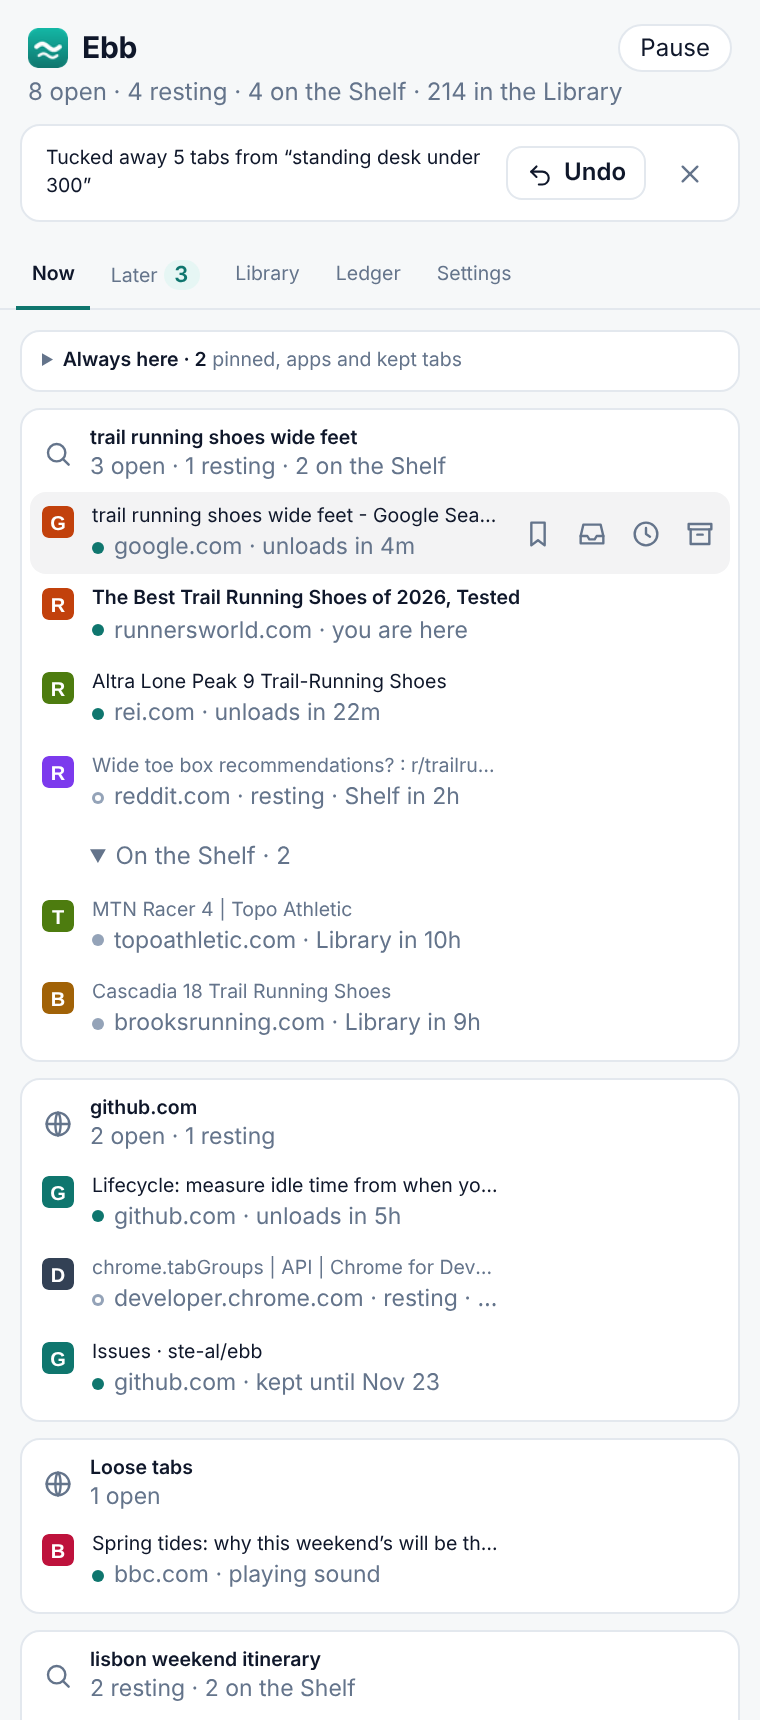 Ebb
Pause
8 open · 4 resting · 4 on the Shelf · 214 in the Library
Tucked away 5 tabs from “standing desk under
300”
Undo
Now
Later 3
Library
Ledger
Settings
Always here · 2 pinned, apps and kept tabs
trail running shoes wide feet
3 open · 1 resting · 2 on the Shelf
G
trail running shoes wide feet - Google Sea...
google.com · unloads in 4m
R
The Best Trail Running Shoes of 2026, Tested
runnersworld.com · you are here
R
Altra Lone Peak 9 Trail-Running Shoes
rei.com · unloads in 22m
R
Wide toe box recommendations? : r/trailru...
reddit.com · resting · Shelf in 2h
On the Shelf · 2
T
MTN Racer 4 | Topo Athletic
topoathletic.com · Library in 10h
B
Cascadia 18 Trail Running Shoes
brooksrunning.com · Library in 9h
github.com
2 open · 1 resting
G
Lifecycle: measure idle time from when yo...
github.com · unloads in 5h
D
chrome.tabGroups | API | Chrome for Dev...
developer.chrome.com · resting · ...
G
Issues · ste-al/ebb
github.com · kept until Nov 23
Loose tabs
1 open
B
Spring tides: why this weekend’s will be th...
bbc.com · playing sound
lisbon weekend itinerary
2 resting · 2 on the Shelf